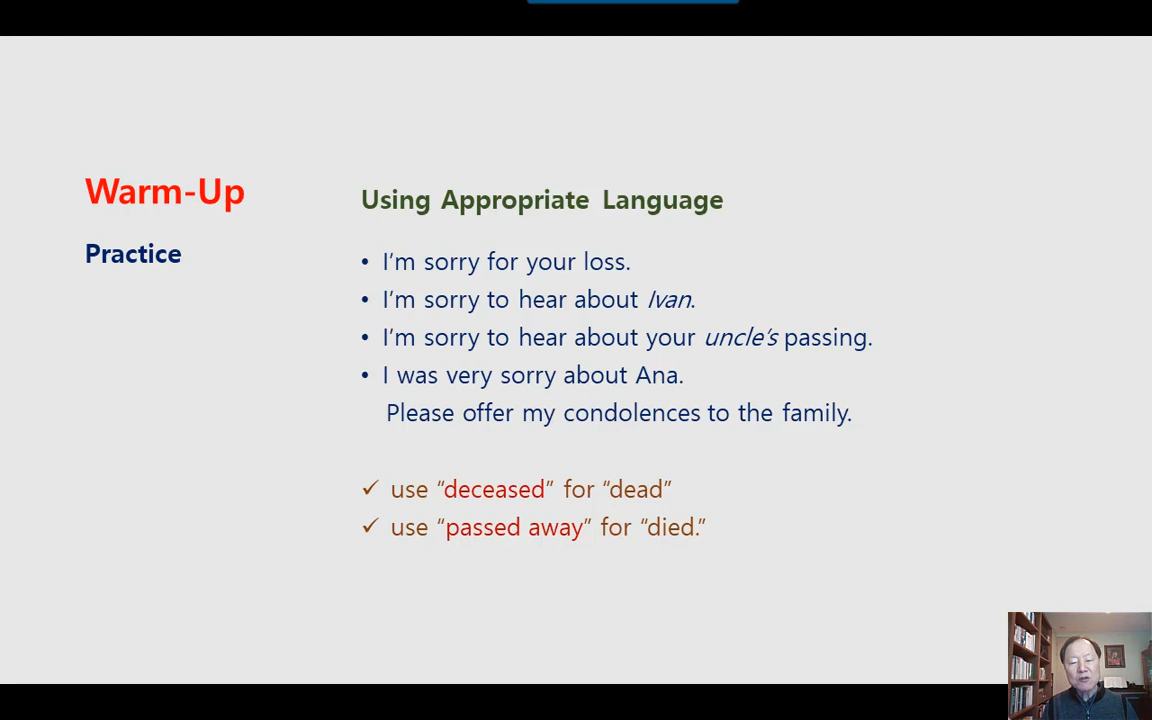 Warm-Up
Practice
Using Appropriate Language
• I’m sorry for your loss.
• I’m sorry to hear about Ivan.
• I’m sorry to hear about your uncle’s passing.
• I was very sorry about Ana.
Please offer my condolences to the family.
✓ use “deceased” for “dead”
✓ use “passed away” for “died.”